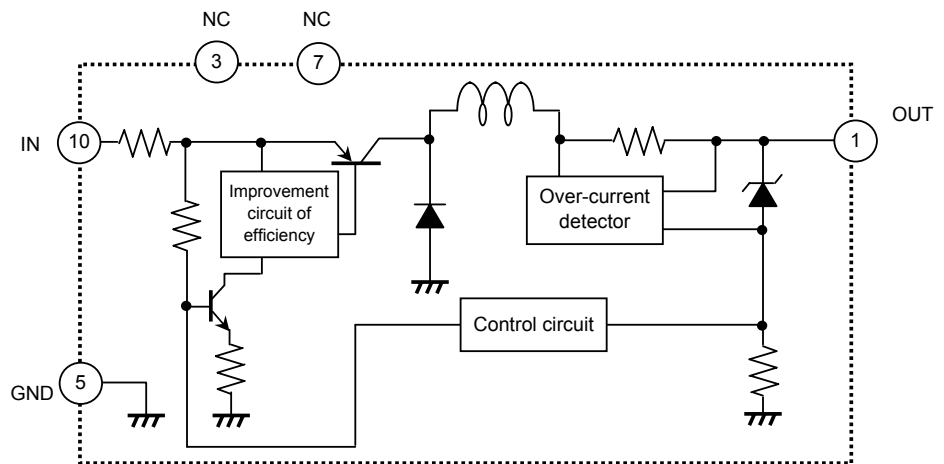 NC
NC
3
7
OUT
IN
10
1
Improvement
circuit of
efficiency
Over-current
detector
Control circuit
GND
5